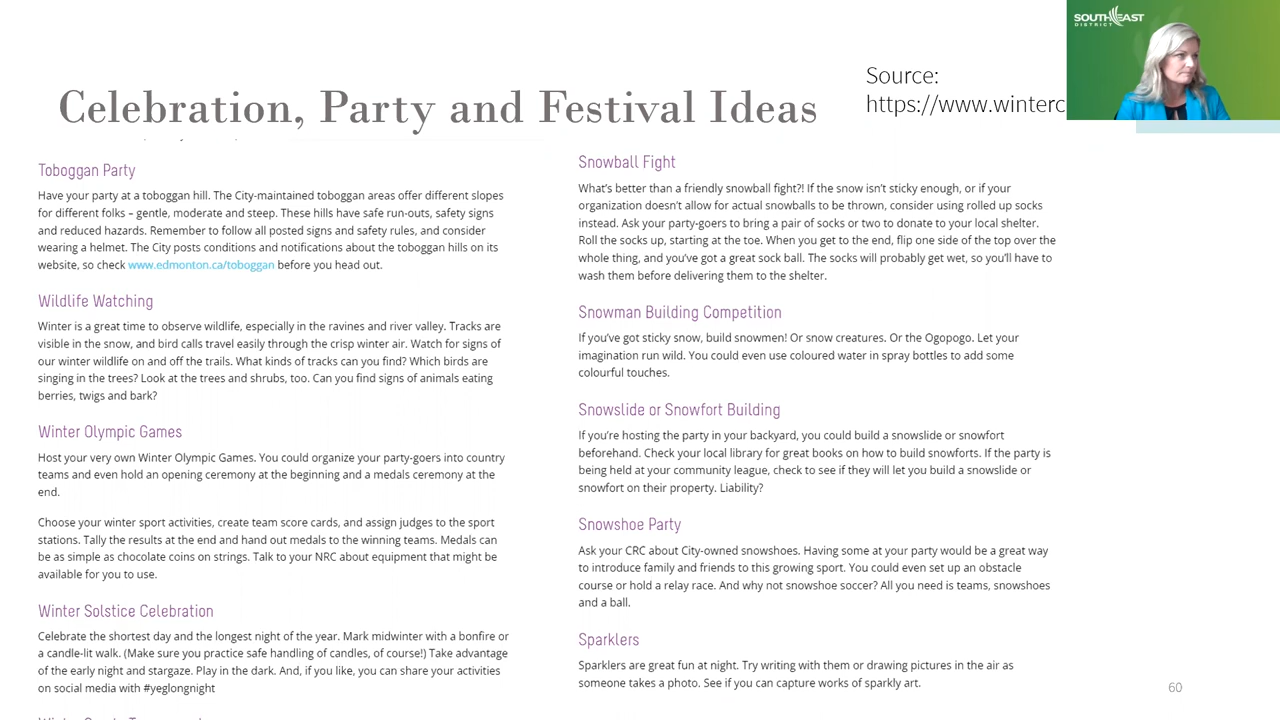 SOUTHEAST
DISTRICT
Source:
https://www.winterc
Celebration, Party and Festival Ideas
Toboggan Party
Have your party at a toboggan hill. The City-maintained toboggan areas offer different slopes
for different folks – gentle, moderate and steep. These hills have safe run-outs, safety signs
and reduced hazards. Remember to follow all posted signs and safety rules, and consider
wearing a helmet. The City posts conditions and notifications about the toboggan hills on its
website, so check www.edmonton.ca/toboggan before you head out.
Wildlife Watching
Winter is a great time to observe wildlife, especially in the ravines and river valley. Tracks are
visible in the snow, and bird calls travel easily through the crisp winter air. Watch for signs of
our winter wildlife on and off the trails. What kinds of tracks can you find? Which birds are
singing in the trees? Look at the trees and shrubs, too. Can you find signs of animals eating
berries, twigs and bark?
Winter Olympic Games
Host your very own Winter Olympic Games. You could organize your party-goers into country
teams and even hold an opening ceremony at the beginning and a medals ceremony at the
end.
Choose your winter sport activities, create team score cards, and assign judges to the sport
stations. Tally the results at the end and hand out medals to the winning teams. Medals can
be as simple as chocolate coins on strings. Talk to your NRC about equipment that might be
available for you to use.
Winter Solstice Celebration
Celebrate the shortest day and the longest night of the year. Mark midwinter with a bonfire or
a candle-lit walk. (Make sure you practice safe handling of candles, of course!) Take advantage
of the early night and stargaze. Play in the dark. And, if you like, you can share your activities
on social media with #yeglongnight
Snowball Fight
What's better than a friendly snowball fight?! If the snow isn't sticky enough, or if your
organization doesn't allow for actual snowballs to be thrown, consider using rolled up socks
instead. Ask your party-goers to bring a pair of socks or two to donate to your local shelter.
Roll the socks up, starting at the toe. When you get to the end, flip one side of the top over the
whole thing, and you've got a great sock ball. The socks will probably get wet, so you'll have to
wash them before delivering them to the shelter.
Snowman Building Competition
If you've got sticky snow, build snowmen! Or snow creatures. Or the Ogopogo. Let your
imagination run wild. You could even use coloured water in spray bottles to add some
colourful touches.
Snowslide or Snowfort Building
If you're hosting the party in your backyard, you could build a snowslide or snowfort
beforehand. Check your local library for great books on how to build snowforts. If the party is
being held at your community league, check to see if they will let you build a snowslide or
snowfort on their property. Liability?
Snowshoe Party
Ask your CRC about City-owned snowshoes. Having some at your party would be a great way
to introduce family and friends to this growing sport. You could even set up an obstacle
course or hold a relay race. And why not snowshoe soccer? All you need is teams, snowshoes
and a ball.
Sparklers
Sparklers are great fun at night. Try writing with them or drawing pictures in the air as
someone takes a photo. See if you can capture works of sparkly art.
60